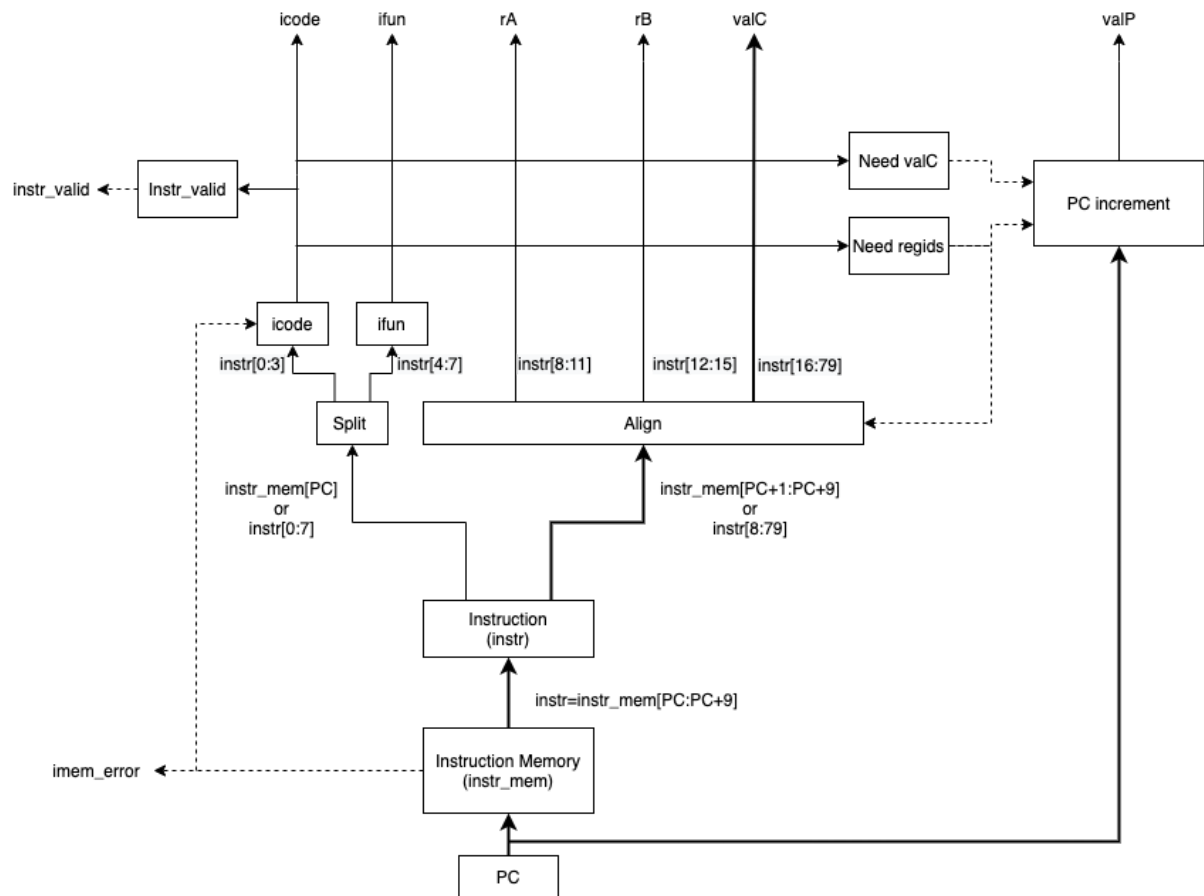 icode
ifun
rA
rB
valC
valP
Need valC
instr_valid
Instr_valid
PC increment
Need regids
icode
ifun
instr[0:3]
instr[4:7]
instr[8:11]
instr[12:15]
instr[16:79]
Split
Align
instr_mem[PC]
or
instr[0:7]
instr_mem[PC+1:PC+9]
or
instr[8:79]
Instruction
(instr)
instr=instr_mem[PC:PC+9]
Instruction Memory
(instr_mem)
imem_error
PC